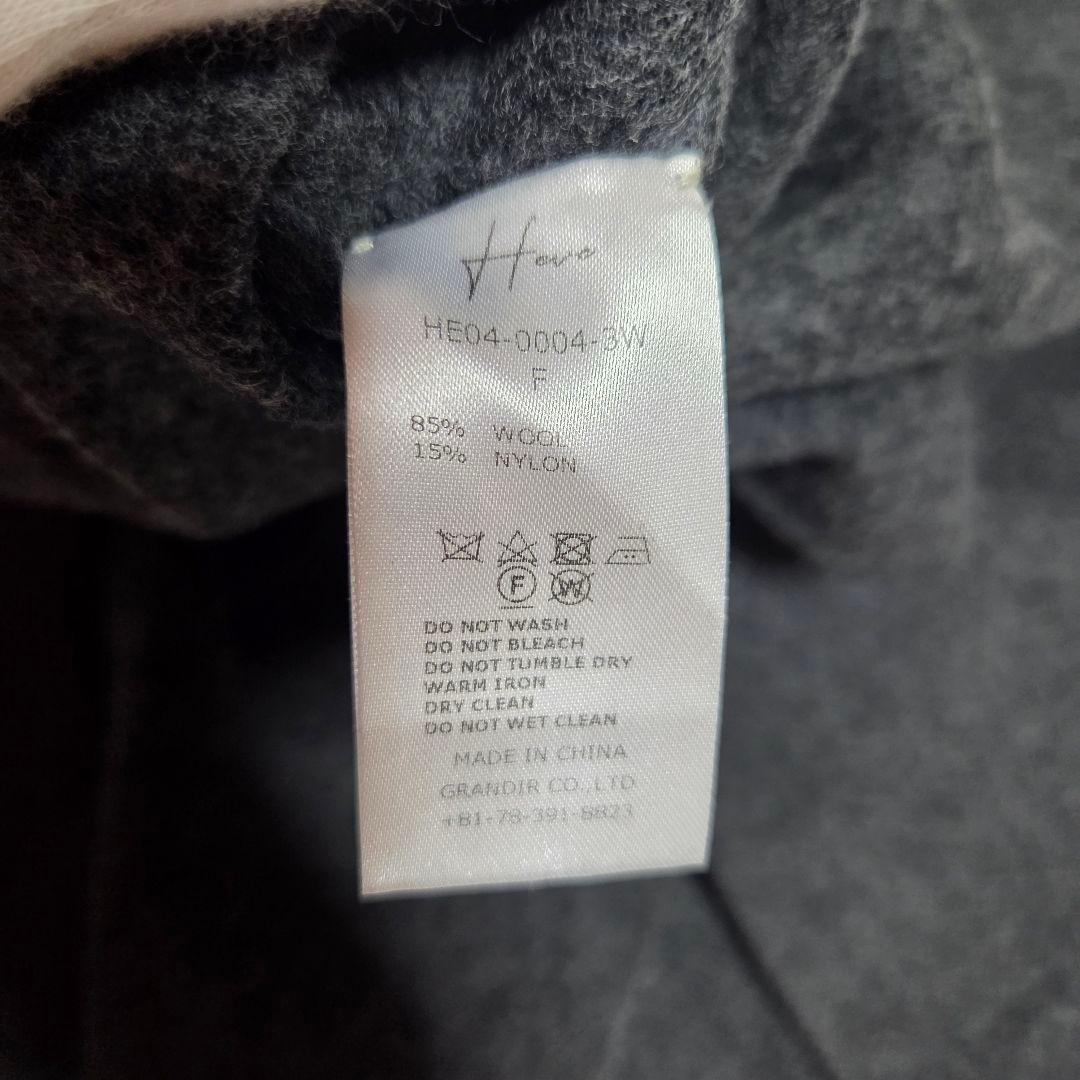 HE04-0004-3W
F
85% WOOL
15% NYLON
F W
DO NOT WASH
DO NOT BLEACH
DO NOT TUMBLE DRY
WARM IRON
DRY CLEAN
DO NOT WET CLEAN
MADE IN CHINA
GRANDIR CO.,LTD
+81-78-391-8823